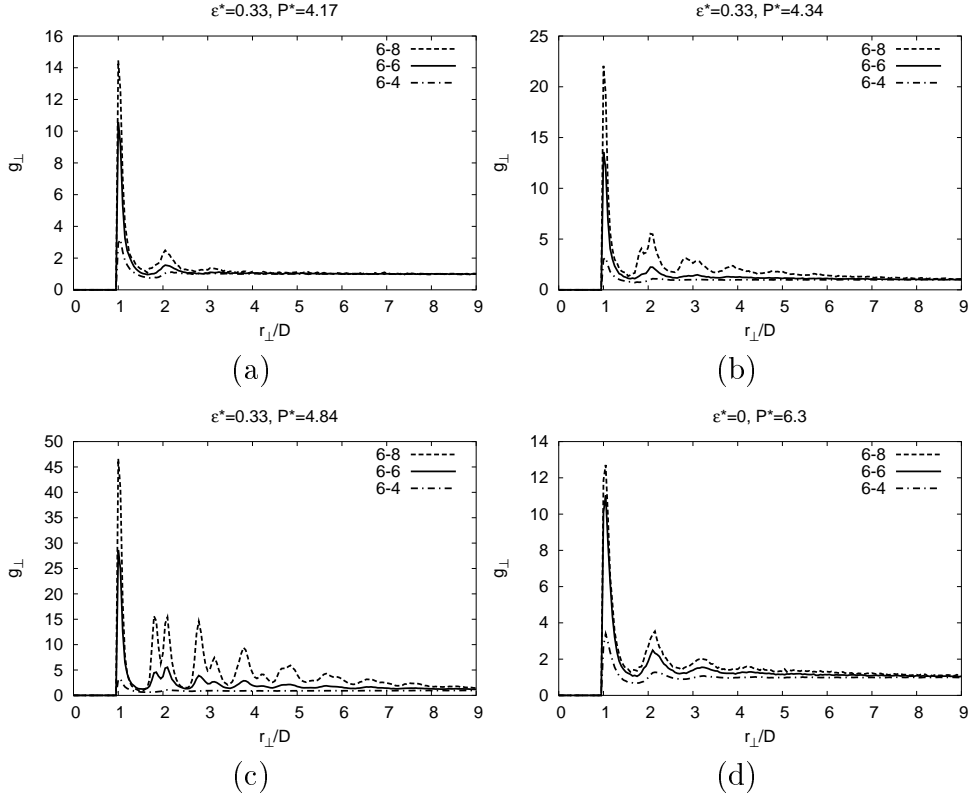 ε*=0.33, P*=4.17
16
14
12
10
8
6
4
2
0
g⊥
6-8
6-6
6-4
0 1 2 3 4 5 6 7 8 9
r⊥/D
(a)
ε*=0.33, P*=4.34
25
20
15
10
5
0
g⊥
6-8
6-6
6-4
0 1 2 3 4 5 6 7 8 9
r⊥/D
(b)
ε*=0.33, P*=4.84
50
45
40
35
30
25
20
15
10
5
0
g⊥
6-8
6-6
6-4
0 1 2 3 4 5 6 7 8 9
r⊥/D
(c)
ε*=0, P*=6.3
14
12
10
8
6
4
2
0
g⊥
6-8
6-6
6-4
0 1 2 3 4 5 6 7 8 9
r⊥/D
(d)